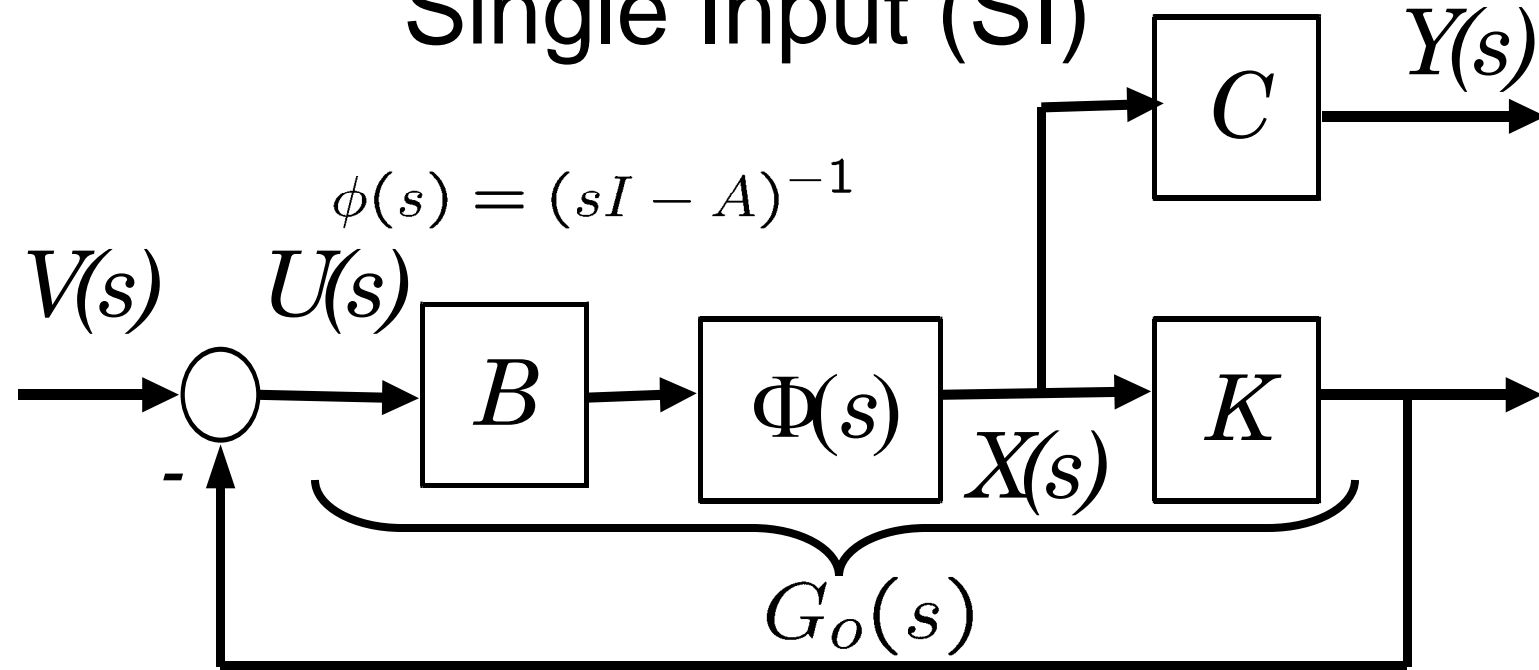 Single Input (SI)
Y(s)
C
ϕ(s) = (sI − A)^{−1}
V(s)
U(s)
B
Φ(s)
X(s)
K
-
G_o(s)